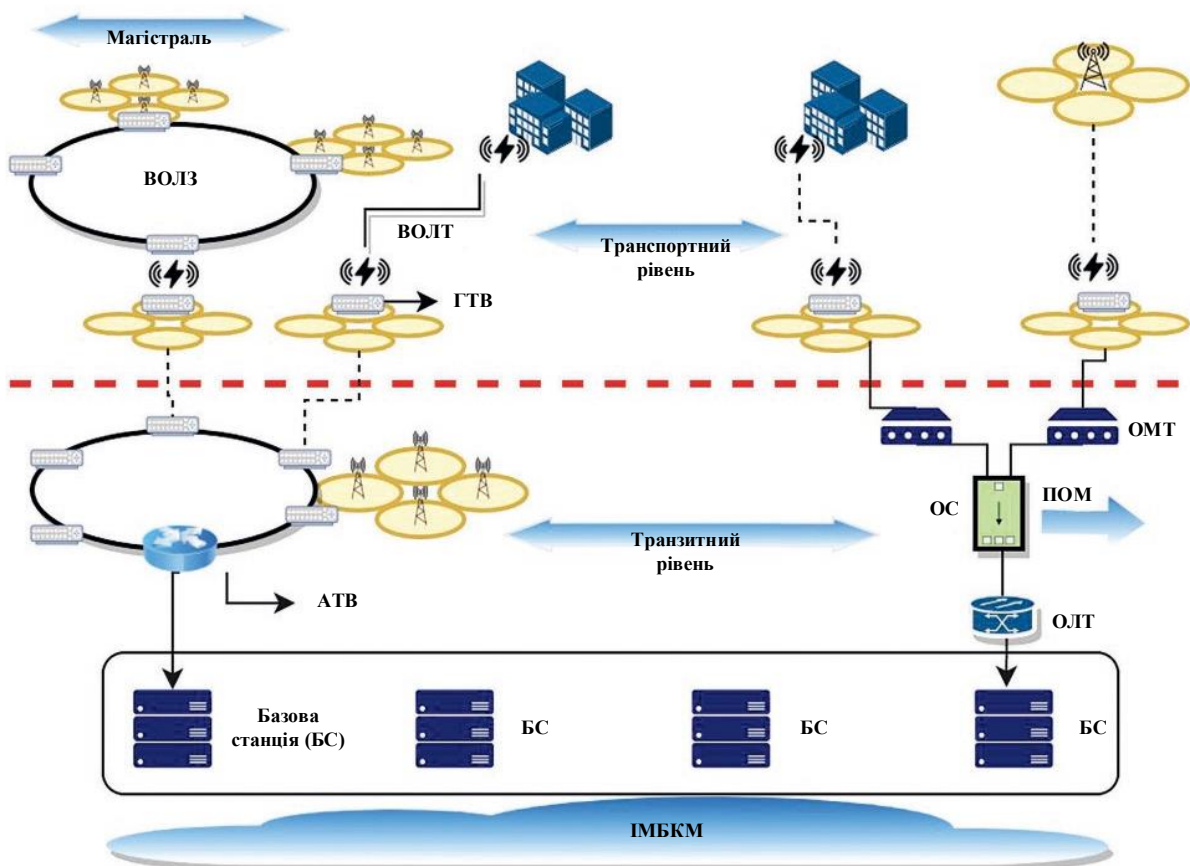 Магістраль
ВОЛЗ
ВОЛТ
Транспортний
рівень
ГТВ
ОМТ
ОС
ПОМ
Транзитний
рівень
АТВ
ОЛТ
Базова
станція (БС)
БС
БС
БС
ІМБКМ